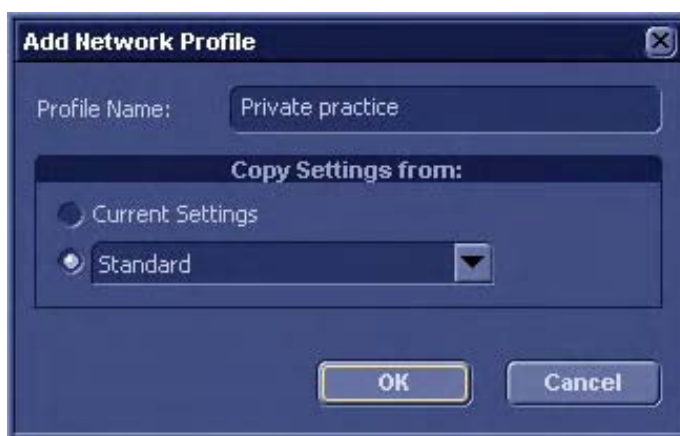 Add Network Profile
Profile Name: Private practice
Copy Settings from:
Current Settings
Standard
OK Cancel